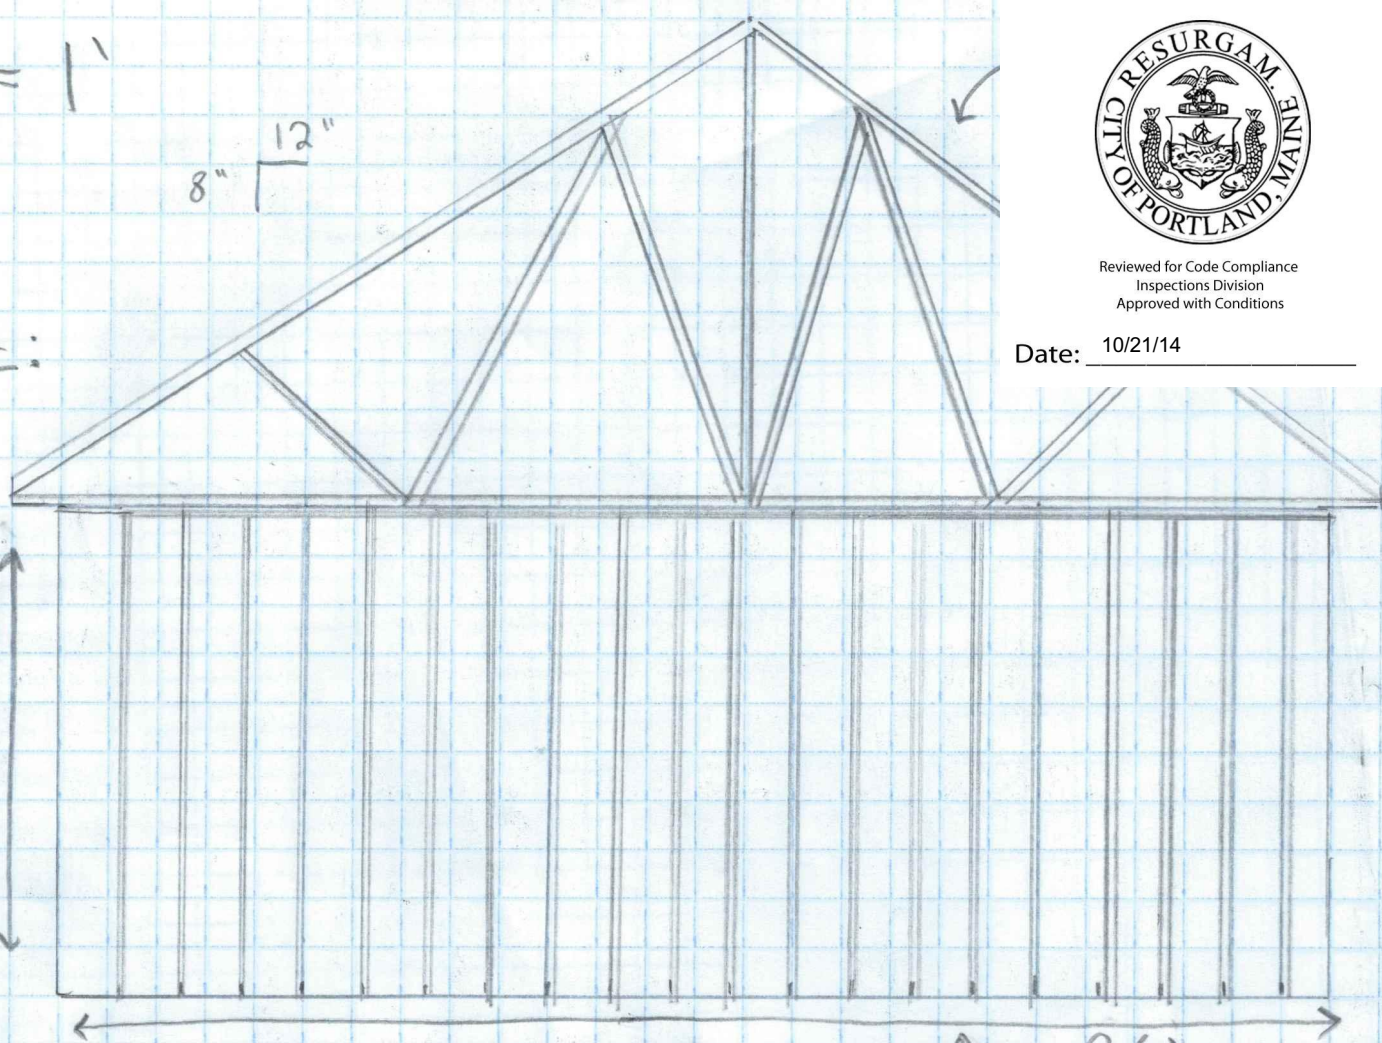 = 1'
12"
8"
CITY OF PORTLAND, MAINE
RESURGAM.
Reviewed for Code Compliance
Inspections Division
Approved with Conditions
Date: 10/21/14